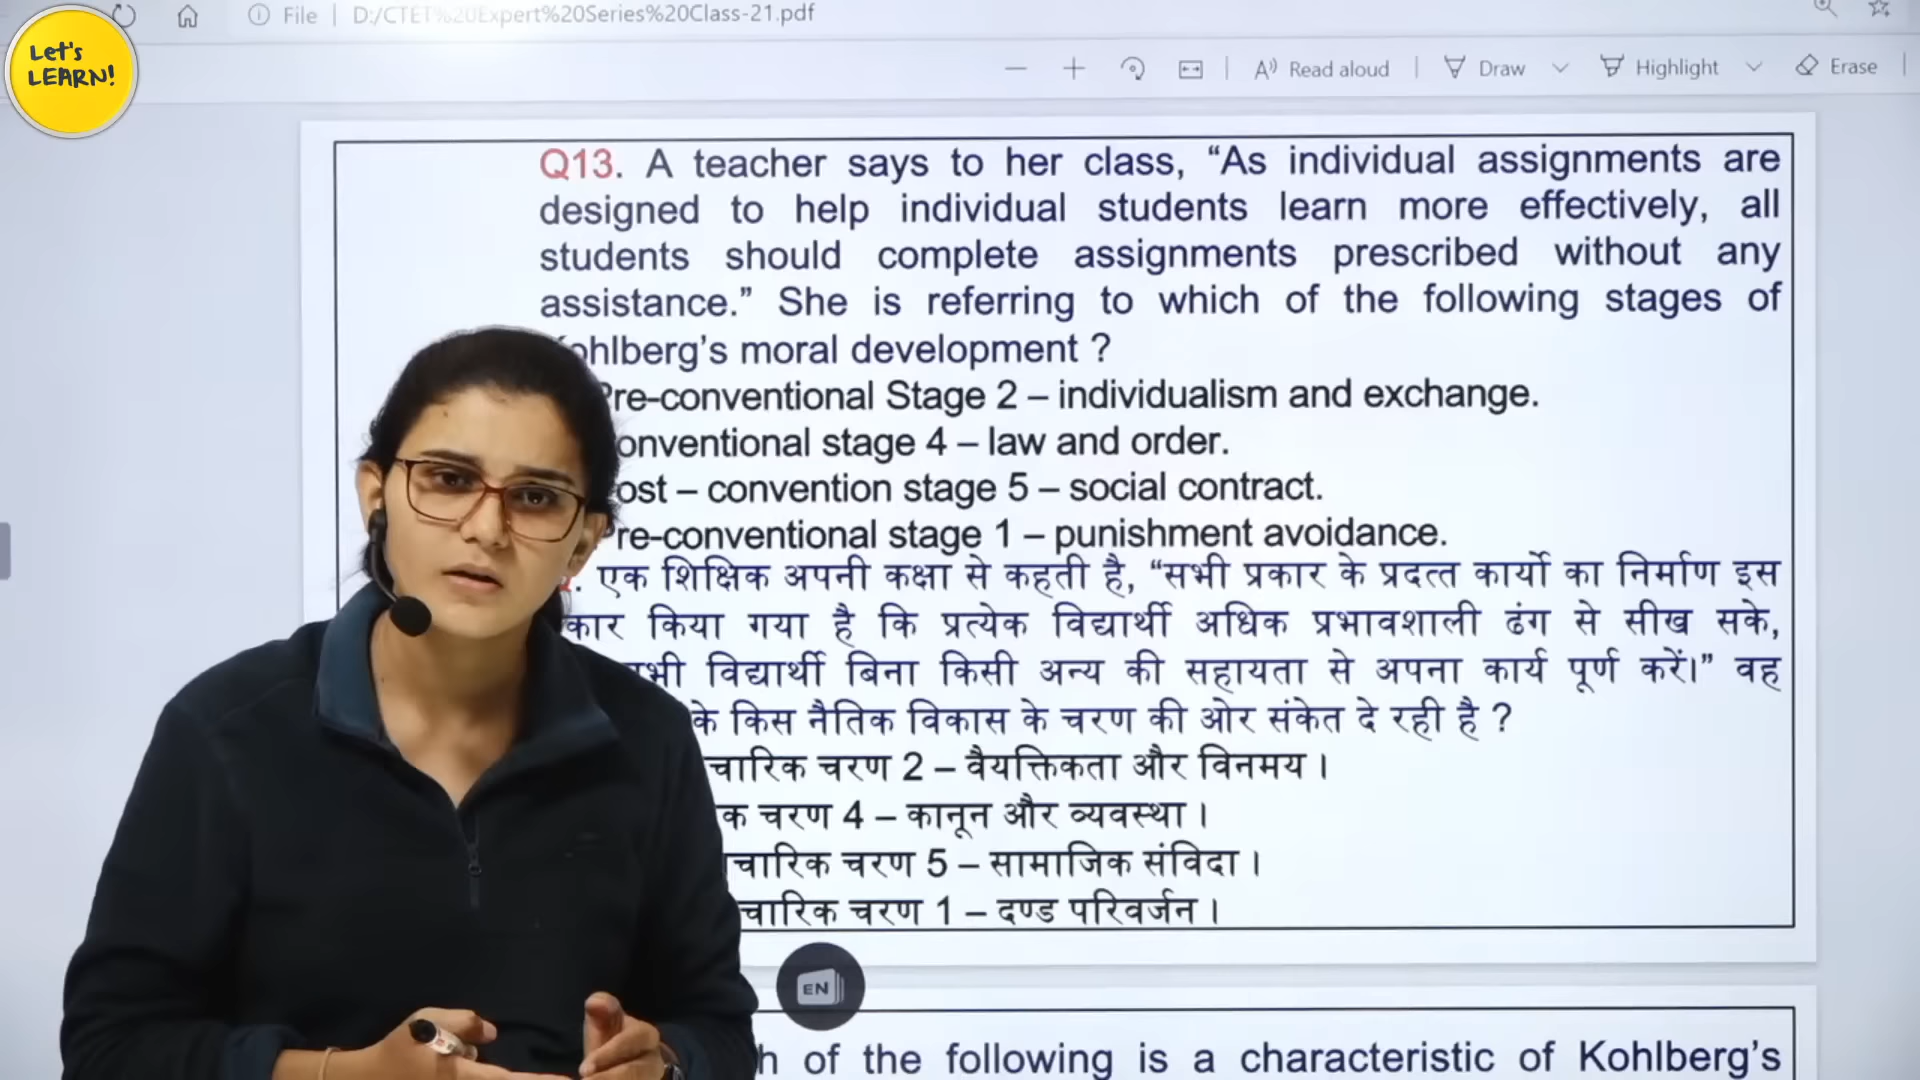 Let's
LEARN!
File
D:/CTET%20Expert%20Series%20Class-21.pdf
Read aloud
Draw
Highlight
Erase
Q13. A teacher says to her class, “As individual assignments are
designed to help individual students learn more effectively, all
students should complete assignments prescribed without any
assistance.” She is referring to which of the following stages of
ohlberg’s moral development ?
Pre-conventional Stage 2 – individualism and exchange.
onventional stage 4 – law and order.
ost – convention stage 5 – social contract.
Pre-conventional stage 1 – punishment avoidance.
. एक शिक्षिक अपनी कक्षा से कहती है, “सभी प्रकार के प्रदत्त कार्यो का निर्माण इस
कार किया गया है कि प्रत्येक विद्यार्थी अधिक प्रभावशाली ढंग से सीख सके,
भी विद्यार्थी बिना किसी अन्य की सहायता से अपना कार्य पूर्ण करें।” वह
के किस नैतिक विकास के चरण की ओर संकेत दे रही है ?
चारिक चरण 2 – वैयक्तिकता और विनमय ।
क चरण 4 – कानून और व्यवस्था ।
चारिक चरण 5 – सामाजिक संविदा ।
चारिक चरण 1 – दण्ड परिवर्जन ।
EN
h of the following is a characteristic of Kohlberg’s